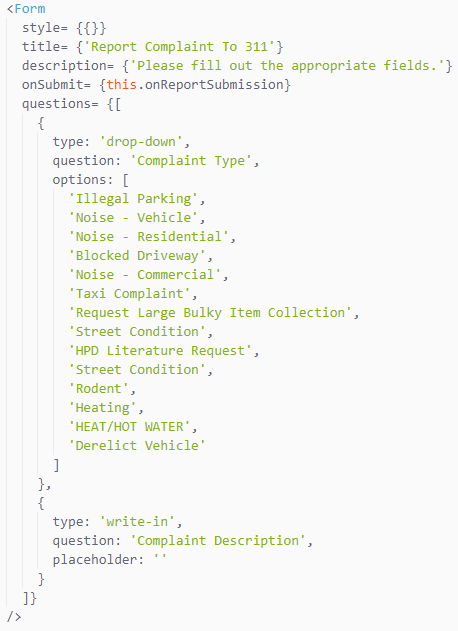 <Form
style= {{}}
title= {'Report Complaint To 311'}
description= {'Please fill out the appropriate fields.'}
onSubmit= {this.onReportSubmission}
questions= {[
{
type: 'drop-down',
question: 'Complaint Type',
options: [
'Illegal Parking',
'Noise - Vehicle',
'Noise - Residential',
'Blocked Driveway',
'Noise - Commercial',
'Taxi Complaint',
'Request Large Bulky Item Collection',
'Street Condition',
'HPD Literature Request',
'Street Condition',
'Rodent',
'Heating',
'HEAT/HOT WATER',
'Derelict Vehicle'
]
},
{
type: 'write-in',
question: 'Complaint Description',
placeholder: ''
}
]}
/>